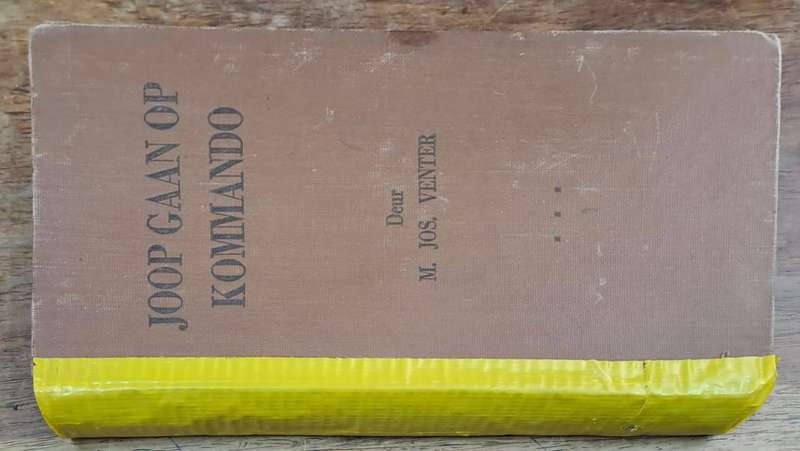 JOOP GAAN OP
KOMMANDO
Deur
M. JOS. VENTER